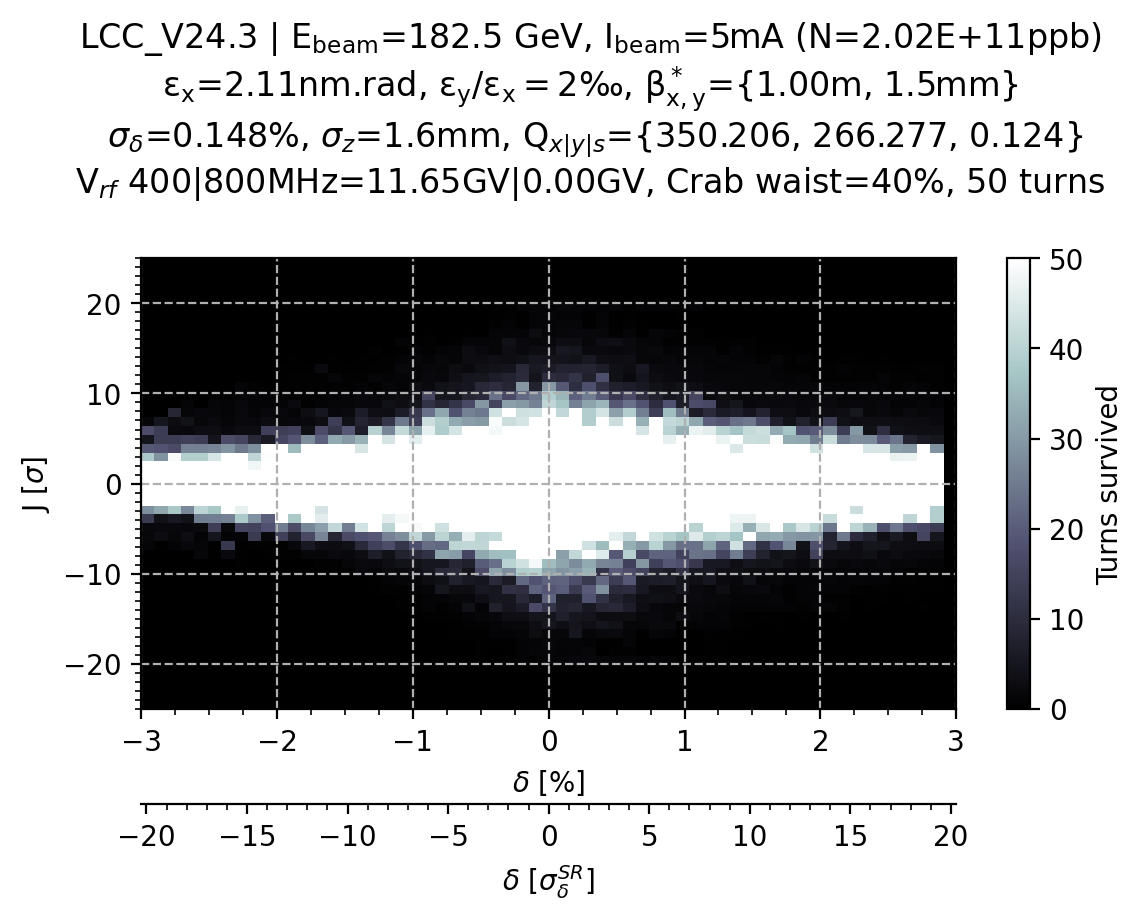 LCC_V24.3 | E_beam=182.5 GeV, I_beam=5mA (N=2.02E+11ppb)
ε_x=2.11nm.rad, ε_y/ε_x = 2‰, β*_x,y={1.00m, 1.5mm}
σ_δ=0.148%, σ_z=1.6mm, Q_x|y|s={350.206, 266.277, 0.124}
V_rf 400|800MHz=11.65GV|0.00GV, Crab waist=40%, 50 turns
20
10
0
−10
−20
J [σ]
−3 −2 −1 0 1 2 3
δ [%]
−20 −15 −10 −5 0 5 10 15 20
δ [σ_δ^SR]
50
40
30
20
10
0
Turns survived